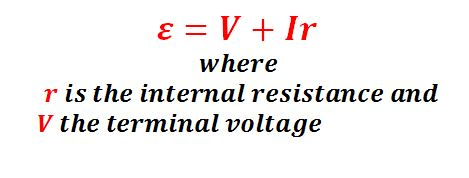 ε = V + Ir
where
r is the internal resistance and
V the terminal voltage